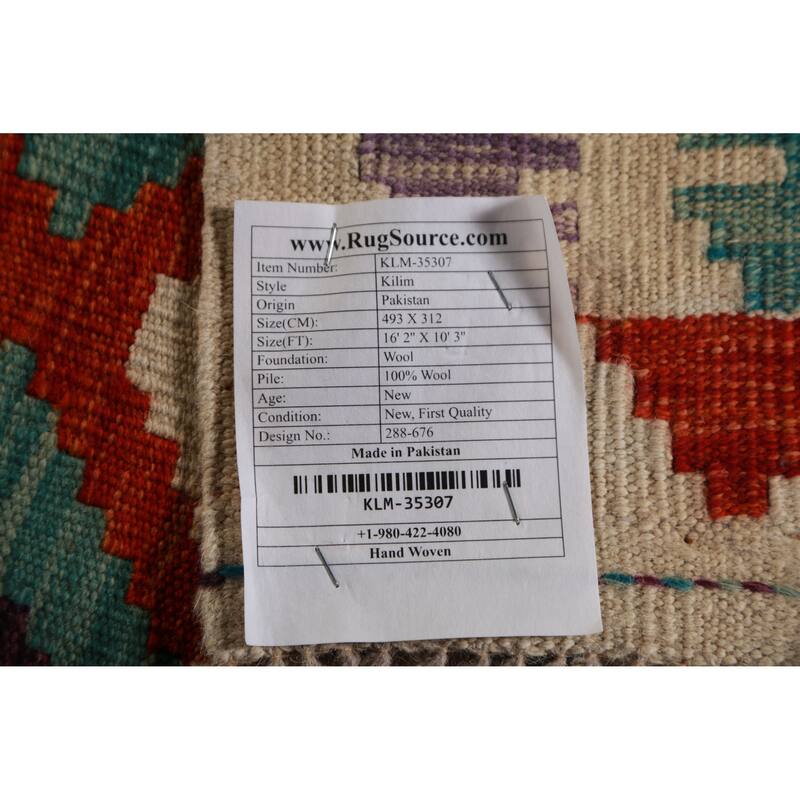 www.RugSource.com
Item Number: KLM-35307
Style Kilim
Origin Pakistan
Size(CM): 493 X 312
Size(FT): 16' 2" X 10' 3"
Foundation: Wool
Pile: 100% Wool
Age: New
Condition: New, First Quality
Design No.: 288-676
Made in Pakistan
KLM-35307
+1-980-422-4080
Hand Woven